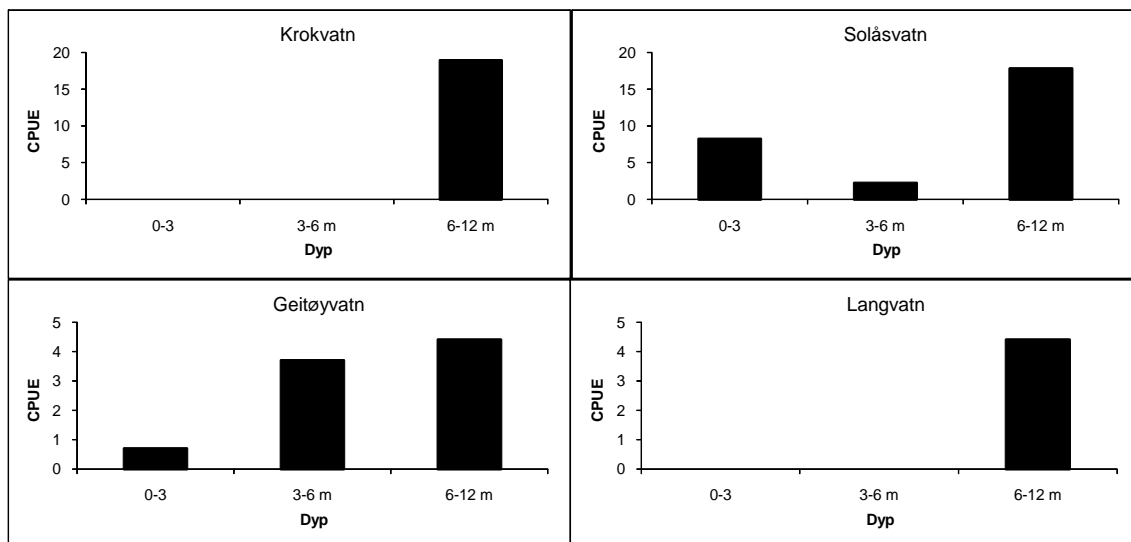 Krokvatn
20
15
10
5
0
CPUE
0-3 3-6 m 6-12 m
Dyp
Solåsvatn
20
15
10
5
0
CPUE
0-3 3-6 m 6-12 m
Dyp
Geitøyvatn
5
4
3
2
1
0
CPUE
0-3 3-6 m 6-12 m
Dyp
Langvatn
5
4
3
2
1
0
CPUE
0-3 3-6 m 6-12 m
Dyp